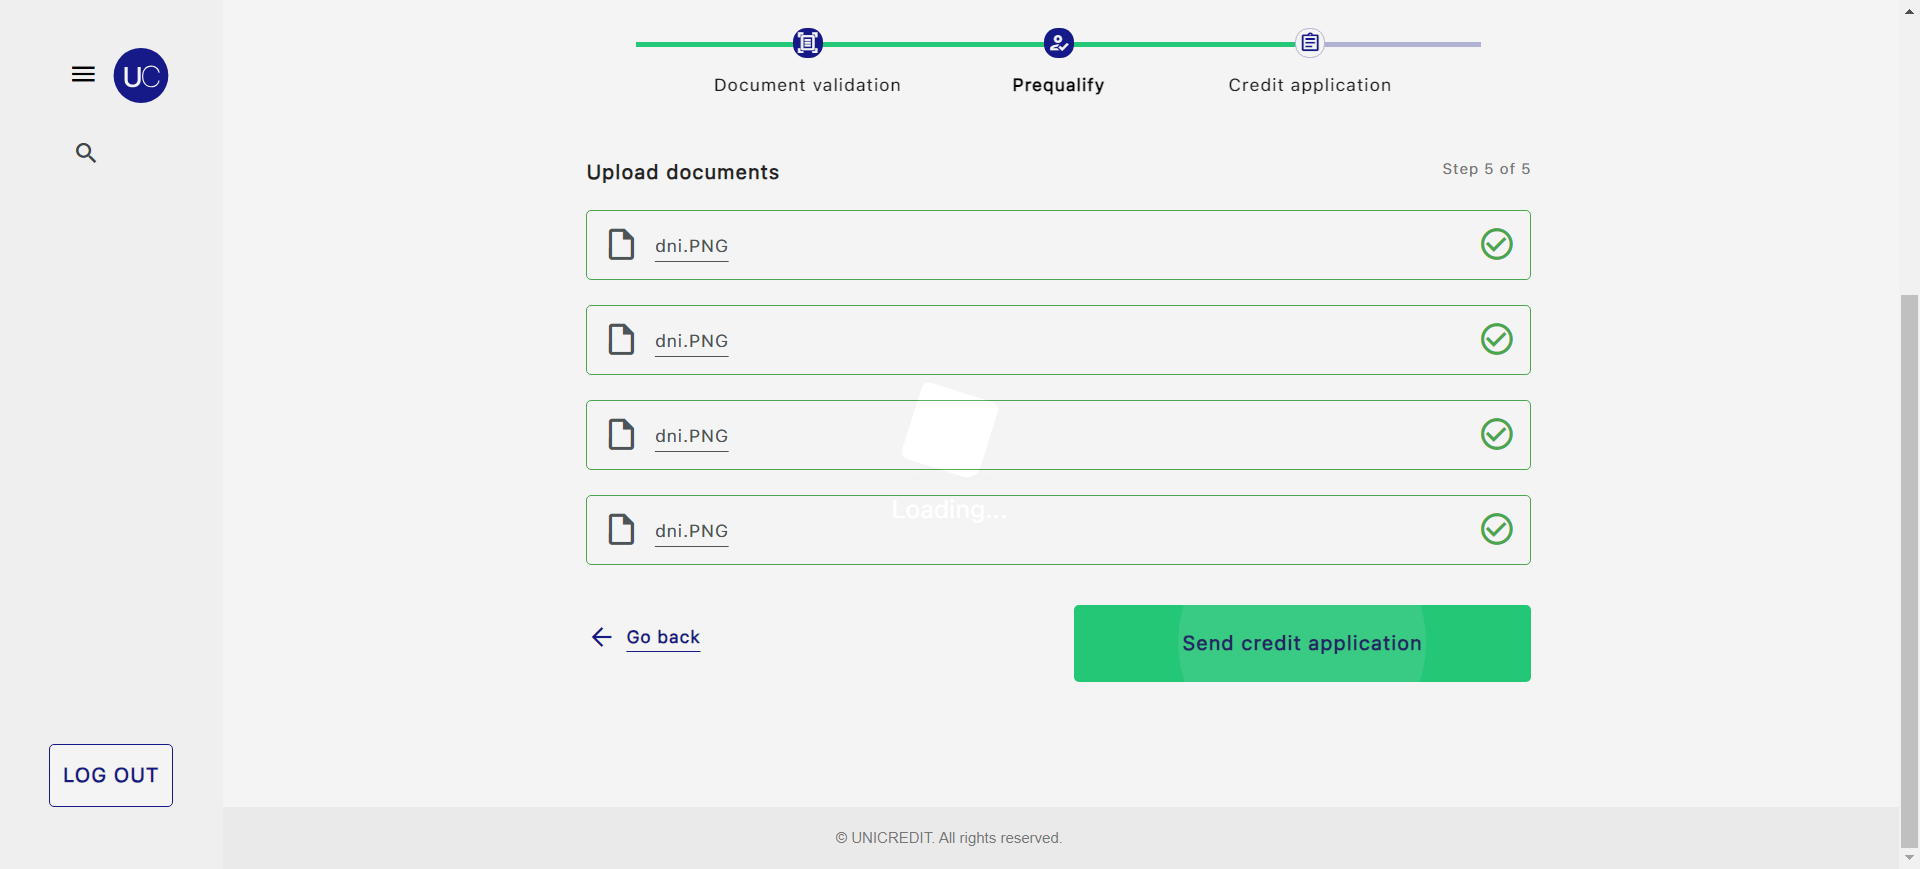 UC
Document validation
Prequalify
Credit application
Upload documents
Step 5 of 5
dni.PNG
dni.PNG
dni.PNG
Loading...
dni.PNG
Go back
Send credit application
LOG OUT
© UNICREDIT. All rights reserved.